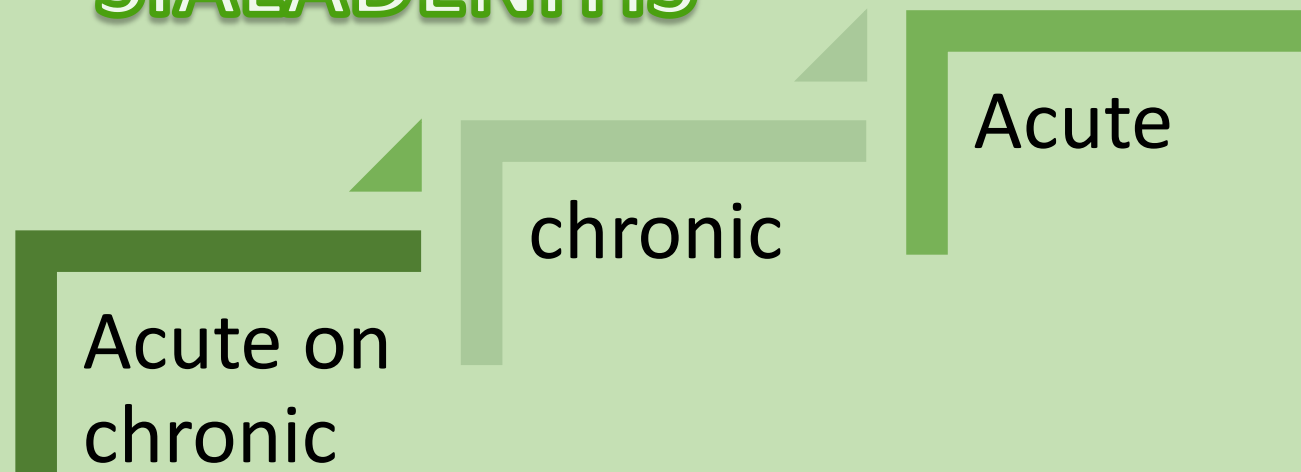 SIALADENITIS
Acute
chronic
Acute on
chronic